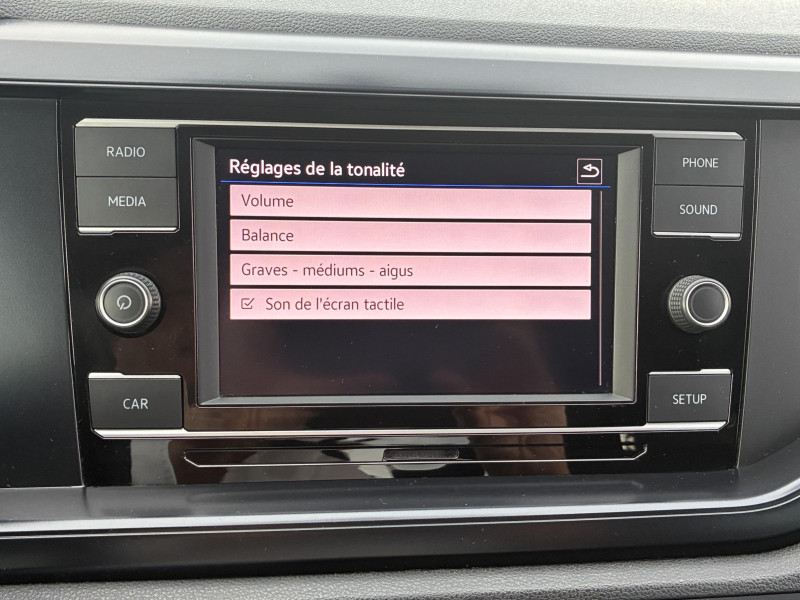 RADIO
MEDIA
CAR
Réglages de la tonalité
Volume
Balance
Graves - médiums - aigus
Son de l'écran tactile
PHONE
SOUND
SETUP